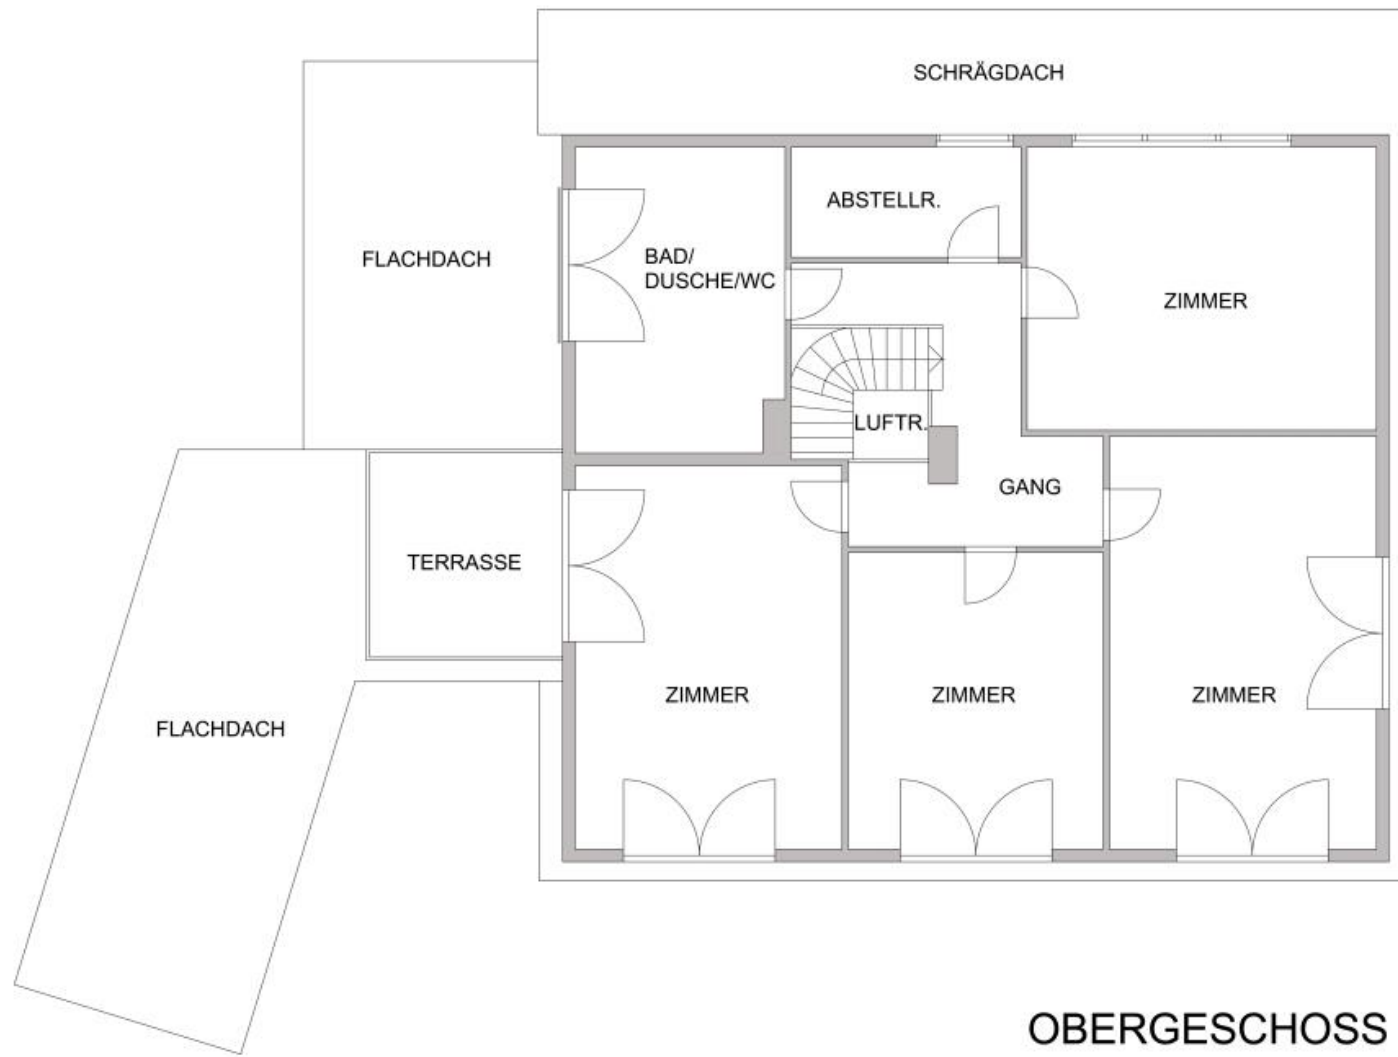 SCHRÄGDACH
ABSTELLR.
FLACHDACH
BAD/
DUSCHE/WC
ZIMMER
LUFTR.
GANG
TERRASSE
ZIMMER
ZIMMER
ZIMMER
FLACHDACH
OBERGESCHOSS